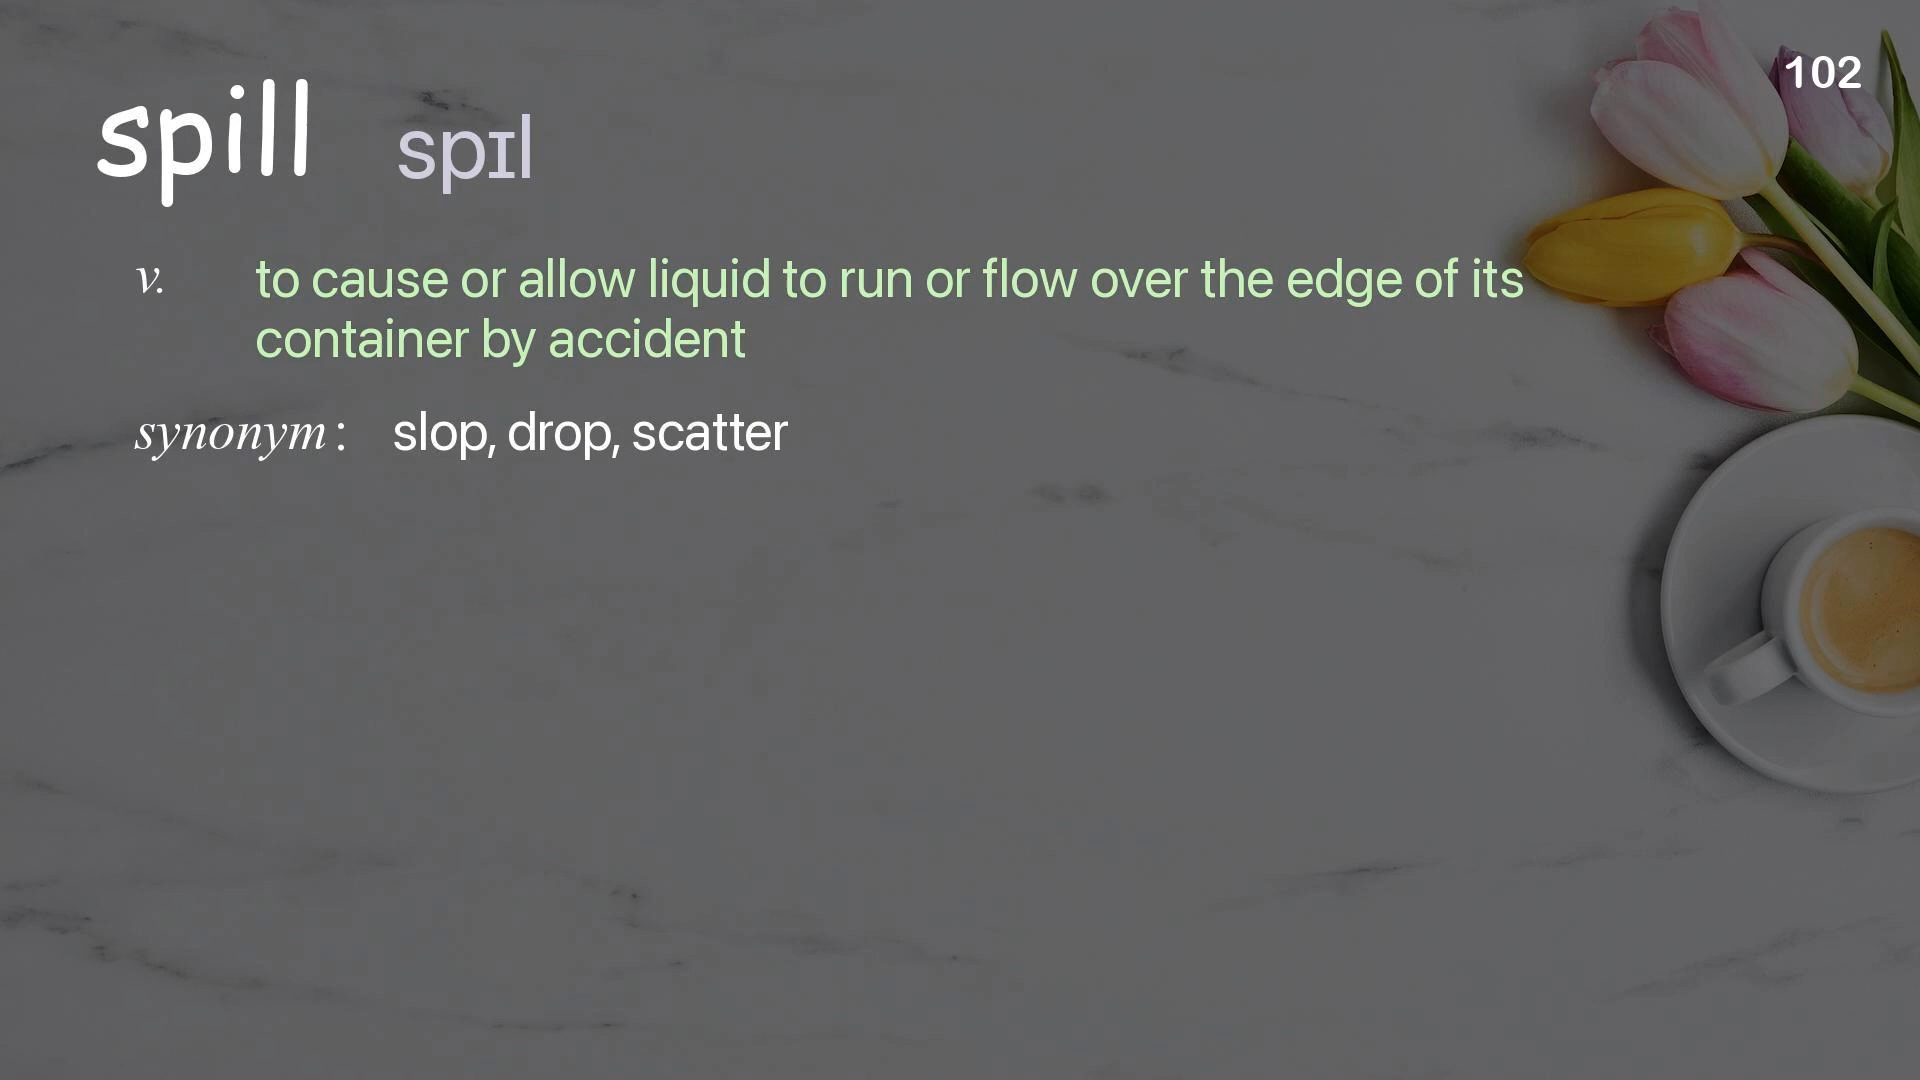 102
spill spɪl
v. to cause or allow liquid to run or flow over the edge of its
container by accident
synonym: slop, drop, scatter